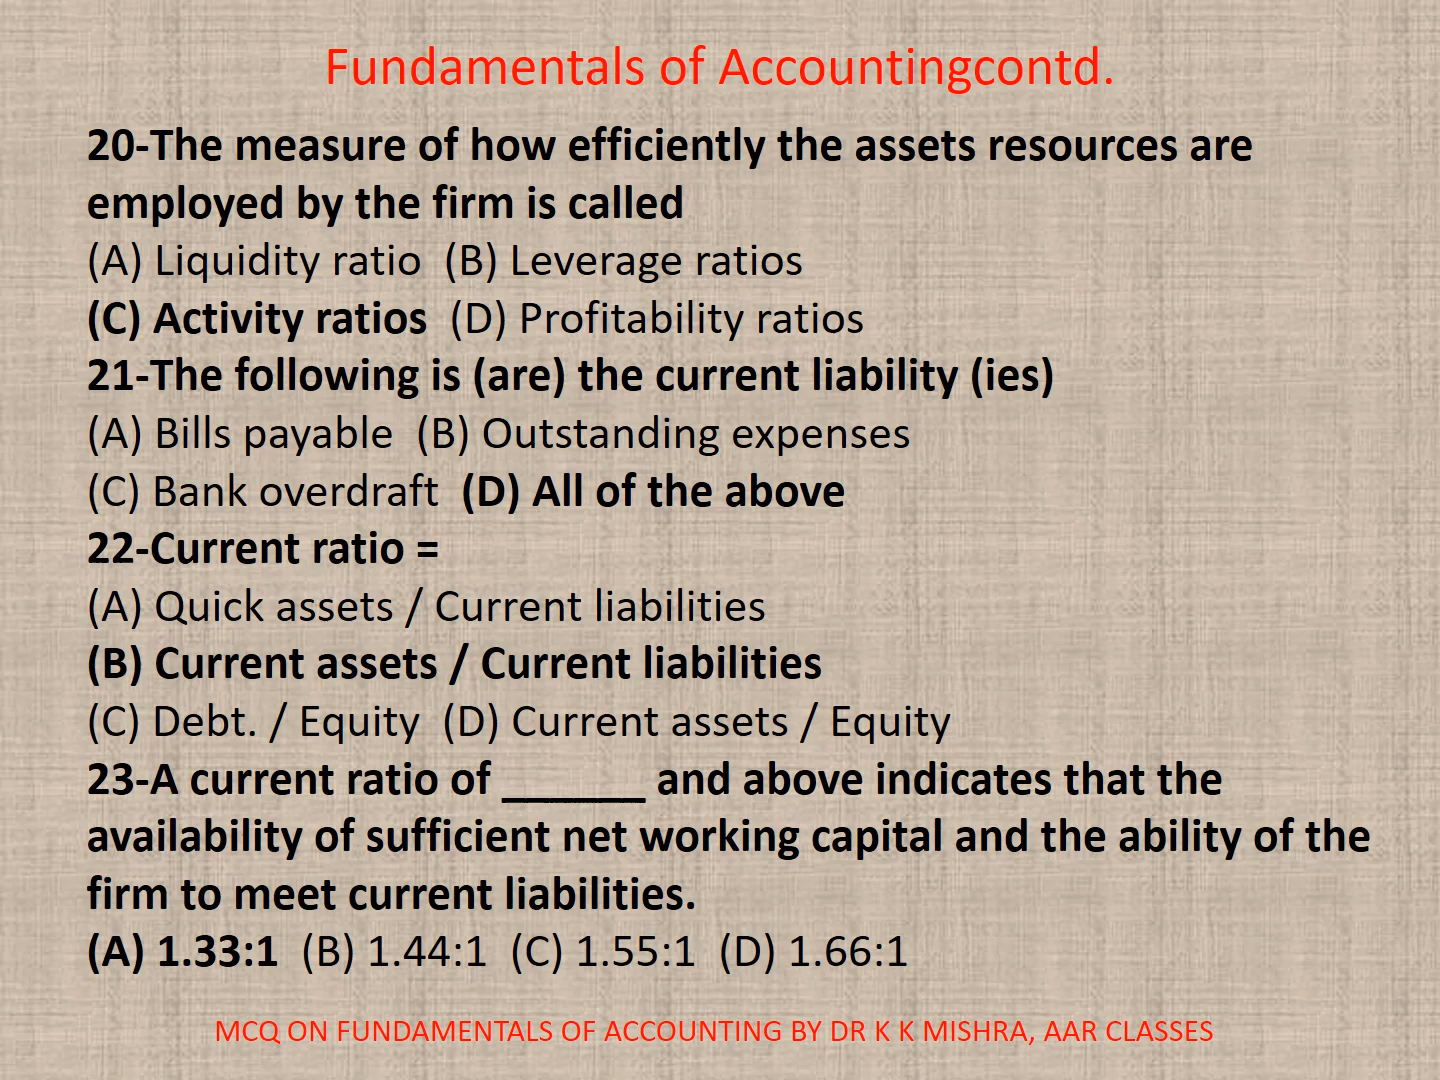 Fundamentals of Accountingcontd.
20-The measure of how efficiently the assets resources are
employed by the firm is called
(A) Liquidity ratio (B) Leverage ratios
(C) Activity ratios (D) Profitability ratios
21-The following is (are) the current liability (ies)
(A) Bills payable (B) Outstanding expenses
(C) Bank overdraft (D) All of the above
22-Current ratio =
(A) Quick assets / Current liabilities
(B) Current assets / Current liabilities
(C) Debt. / Equity (D) Current assets / Equity
23-A current ratio of ______ and above indicates that the
availability of sufficient net working capital and the ability of the
firm to meet current liabilities.
(A) 1.33:1 (B) 1.44:1 (C) 1.55:1 (D) 1.66:1
MCQ ON FUNDAMENTALS OF ACCOUNTING BY DR K K MISHRA, AAR CLASSES